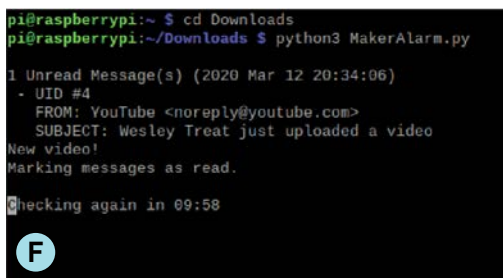 pi@raspberrypi:~ $ cd Downloads
pi@raspberrypi:~/Downloads $ python3 MakerAlarm.py
1 Unread Message(s) (2020 Mar 12 20:34:06)
- UID #4
FROM: YouTube <noreply@youtube.com>
SUBJECT: Wesley Treat just uploaded a video
New video!
Marking messages as read.
Checking again in 09:58
F